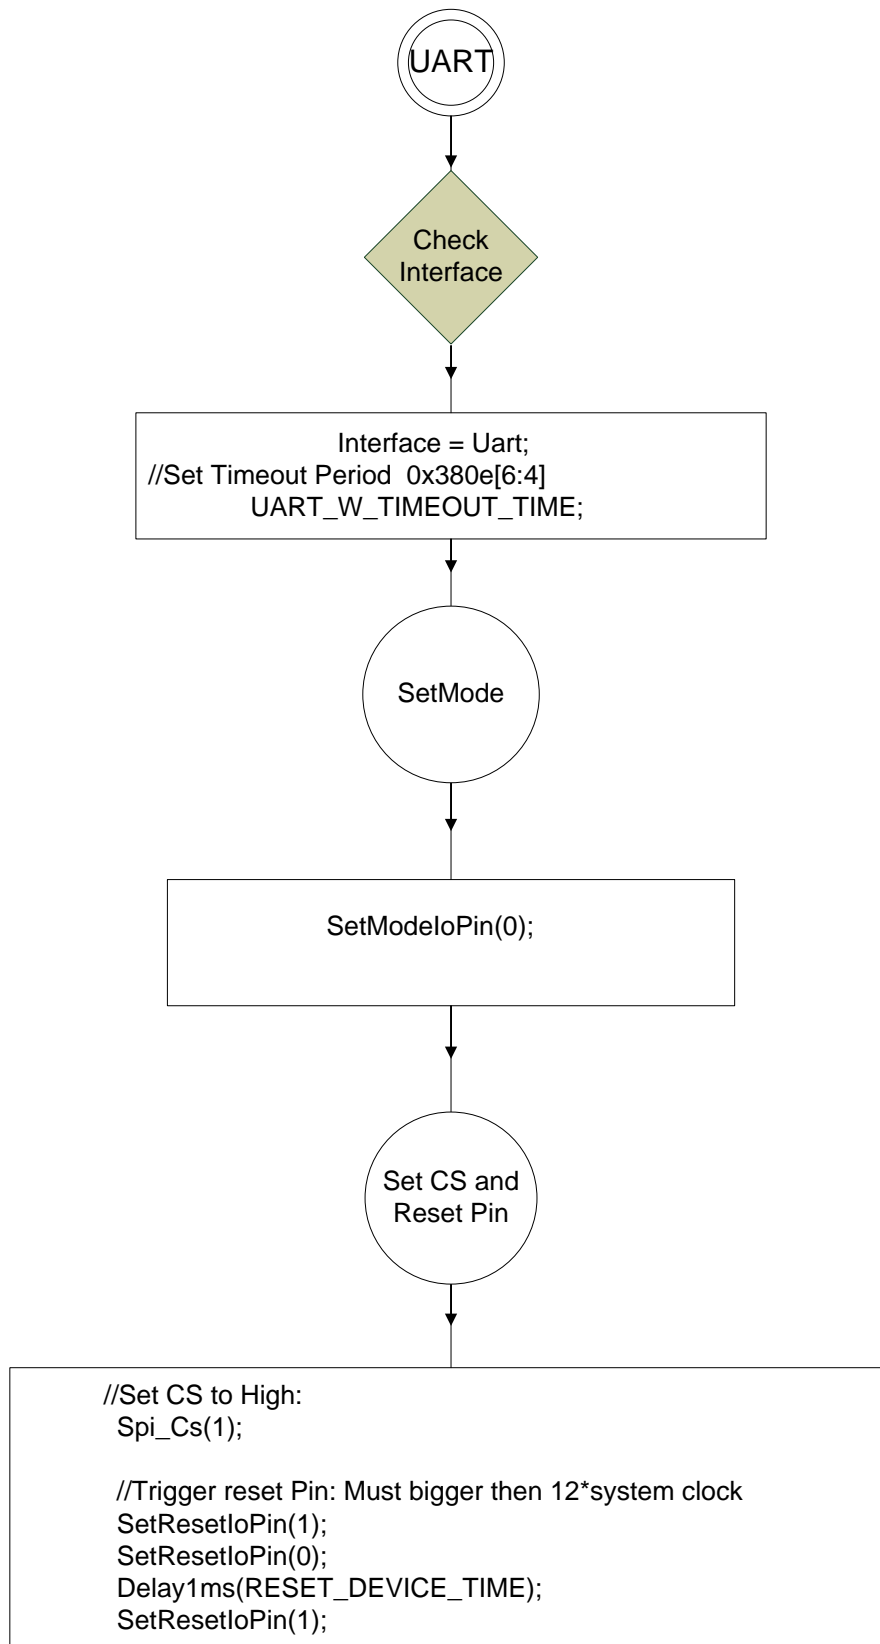 UART
Check
Interface
Interface = Uart;
//Set Timeout Period  0x380e[6:4]
UART_W_TIMEOUT_TIME;
SetMode
SetModeIoPin(0);
Set CS and
Reset Pin
//Set CS to High:
Spi_Cs(1);
//Trigger reset Pin: Must bigger then 12*system clock
SetResetIoPin(1);
SetResetIoPin(0);
Delay1ms(RESET_DEVICE_TIME);
SetResetIoPin(1);